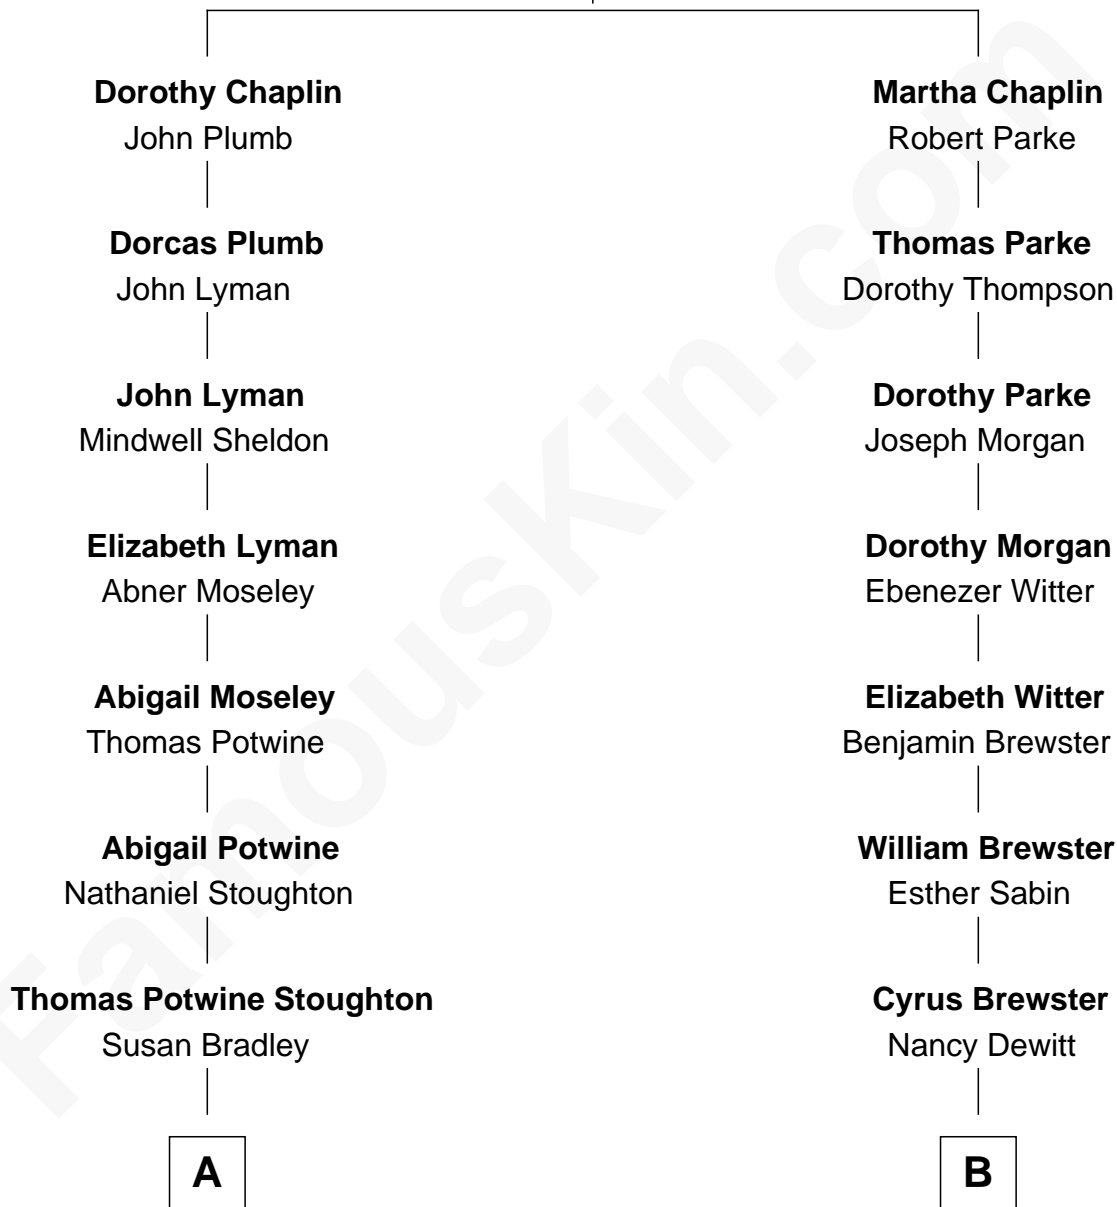 Dorothy Chaplin
John Plumb
Dorcas Plumb
John Lyman
John Lyman
Mindwell Sheldon
Elizabeth Lyman
Abner Moseley
Abigail Moseley
Thomas Potwine
Abigail Potwine
Nathaniel Stoughton
Thomas Potwine Stoughton
Susan Bradley
A
Martha Chaplin
Robert Parke
Thomas Parke
Dorothy Thompson
Dorothy Parke
Joseph Morgan
Dorothy Morgan
Ebenezer Witter
Elizabeth Witter
Benjamin Brewster
William Brewster
Esther Sabin
Cyrus Brewster
Nancy Dewitt
B
FamousKin.com